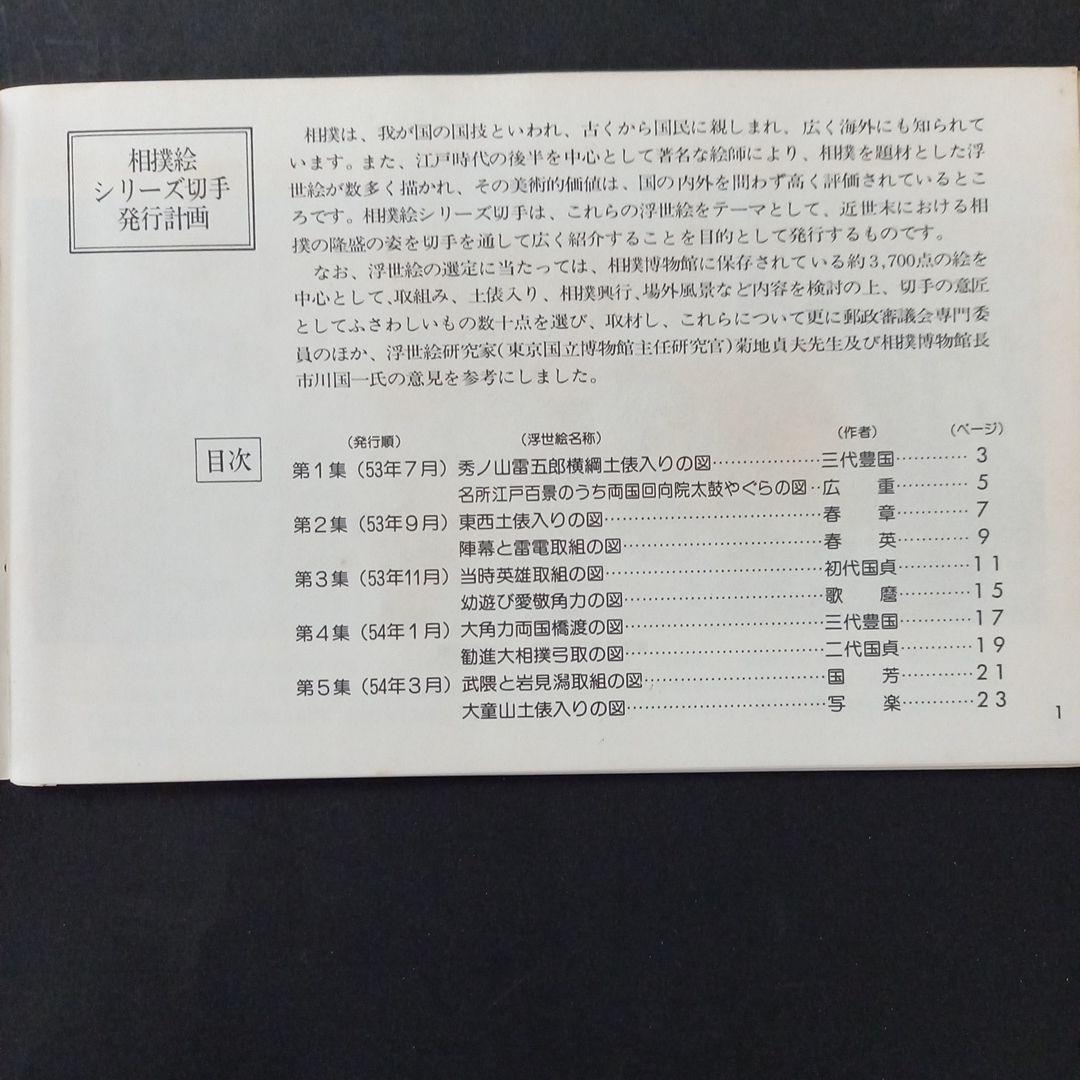 相撲絵
シリーズ切手
発行計画
相撲は、我が国の国技といわれ、古くから国民に親しまれ、広く海外にも知られて
います。また、江戸時代の後半を中心として著名な絵師により、相撲を題材とした浮
世絵が数多く描かれ、その美術的価値は、国の内外を問わず高く評価されているとこ
ろです。相撲絵シリーズ切手は、これらの浮世絵をテーマとして、近世末における相
撲の隆盛の姿を切手を通して広く紹介することを目的として発行するものです。
なお、浮世絵の選定に当たっては、相撲博物館に保存されている約3,700点の絵を
中心として、取組み、土俵入り、相撲興行、場外風景など内容を検討の上、切手の意匠
としてふさわしいもの数十点を選び、取材し、これらについて更に郵政審議会専門委
員のほか、浮世絵研究家(東京国立博物館主任研究官)菊地貞夫先生及び相撲博物館長
市川国一氏の意見を参考にしました。
目次
(発行順) (浮世絵名称) (作者) (ページ)
第1集(53年7月) 秀ノ山雷五郎横綱土俵入りの図………………三代豊国………… 3
名所江戸百景のうち両国回向院太鼓やぐらの図‥広　重………… 5
第2集(53年9月) 東西土俵入りの図………………………………春　章………… 7
陣幕と雷電取組の図……………………………春　英………… 9
第3集(53年11月) 当時英雄取組の図………………………………初代国貞…………11
幼遊び愛敬角力の図……………………………歌　麿…………15
第4集(54年1月) 大角力両国橋渡の図……………………………三代豊国…………17
勧進大相撲弓取の図……………………………二代国貞…………19
第5集(54年3月) 武隈と岩見潟取組の図…………………………国　芳…………21
大童山土俵入りの図……………………………写　楽…………23
1